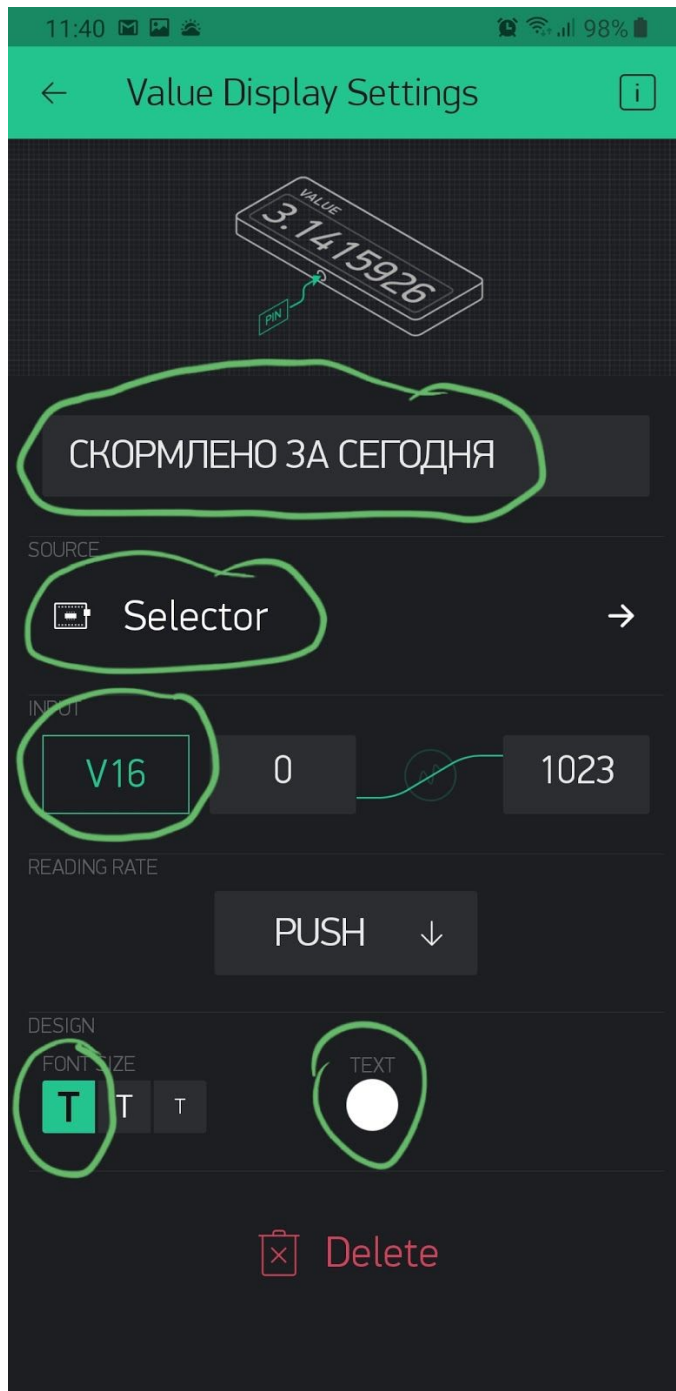 11:40 98%
Value Display Settings i
VALUE
3.1415926
PIN
СКОРМЛЕНО ЗА СЕГОДНЯ
SOURCE
Selector
INPUT
V16 0 1023
READING RATE
PUSH
DESIGN
FONT SIZE TEXT
T T T
Delete